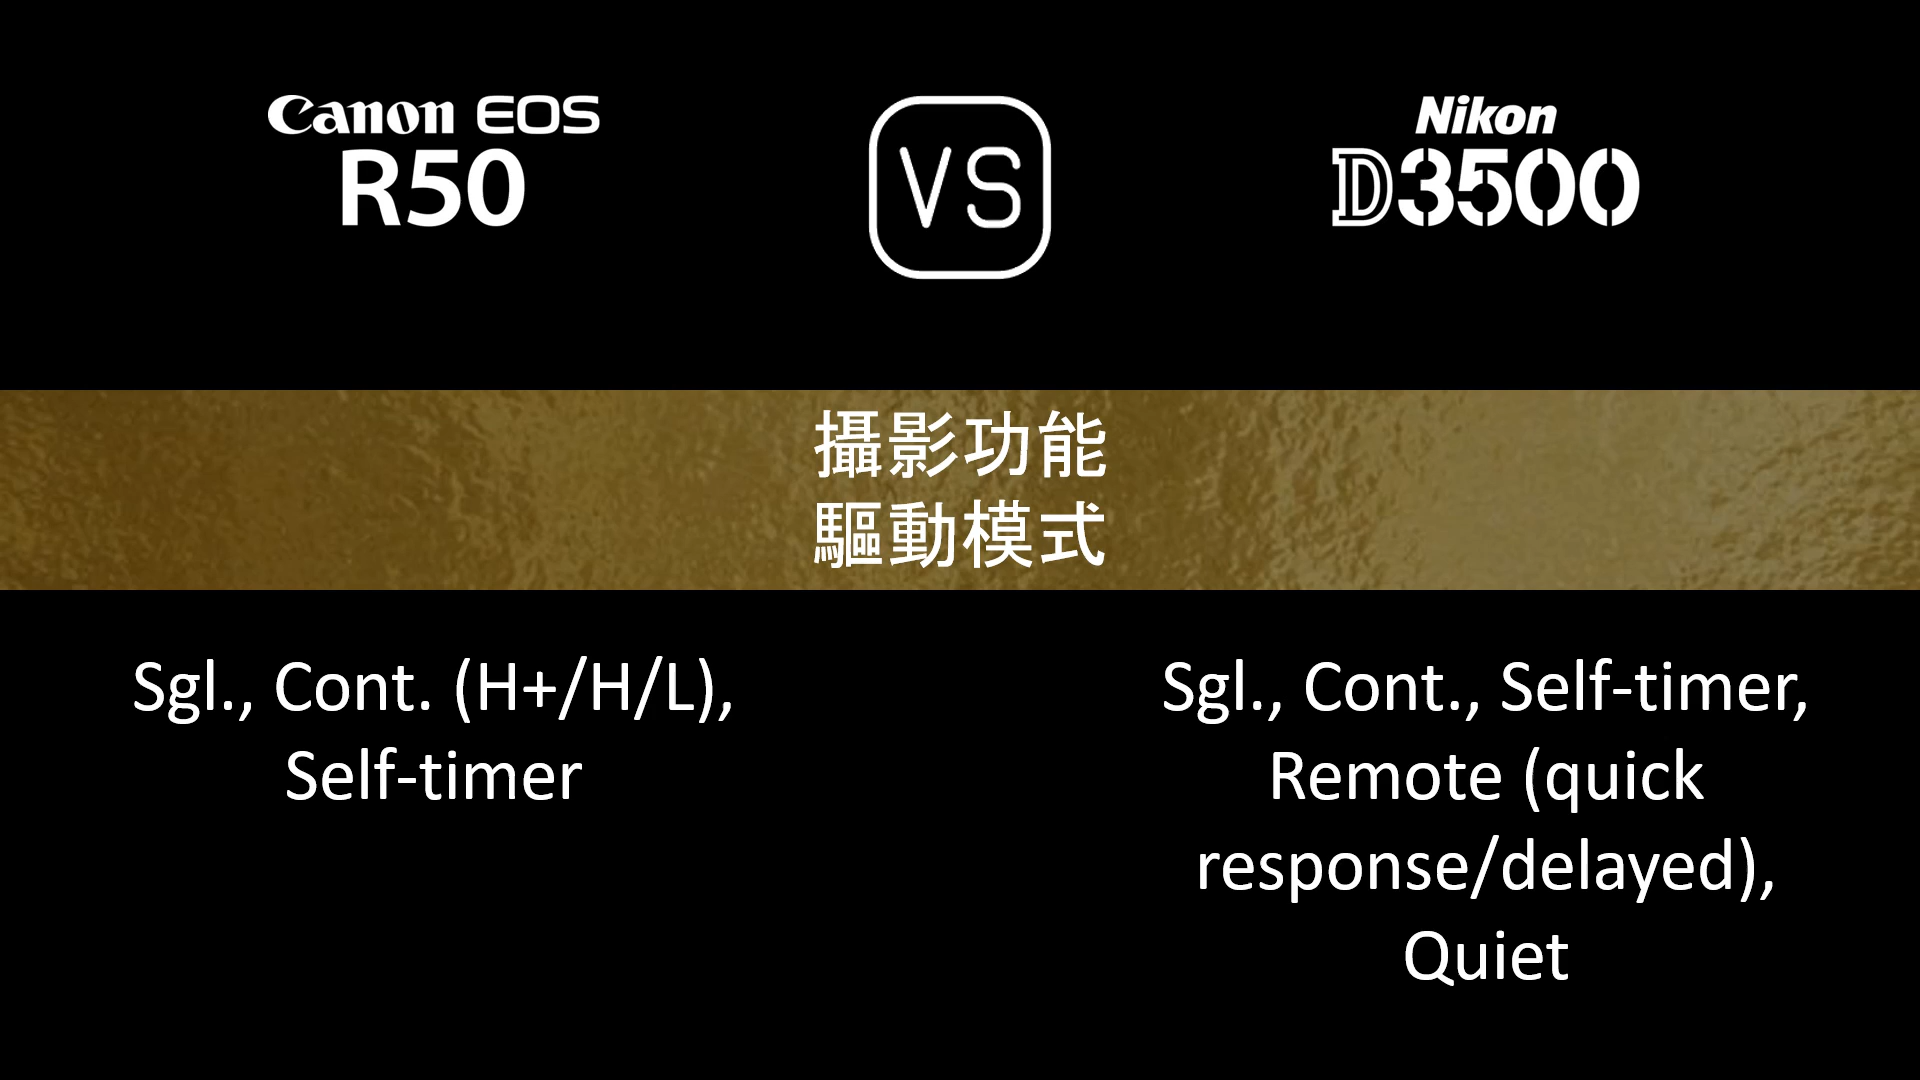 Canon EOS
R50
VS
Nikon
D3500
攝影功能
驅動模式
Sgl., Cont. (H+/H/L),
Self-timer
Sgl., Cont., Self-timer,
Remote (quick
response/delayed),
Quiet